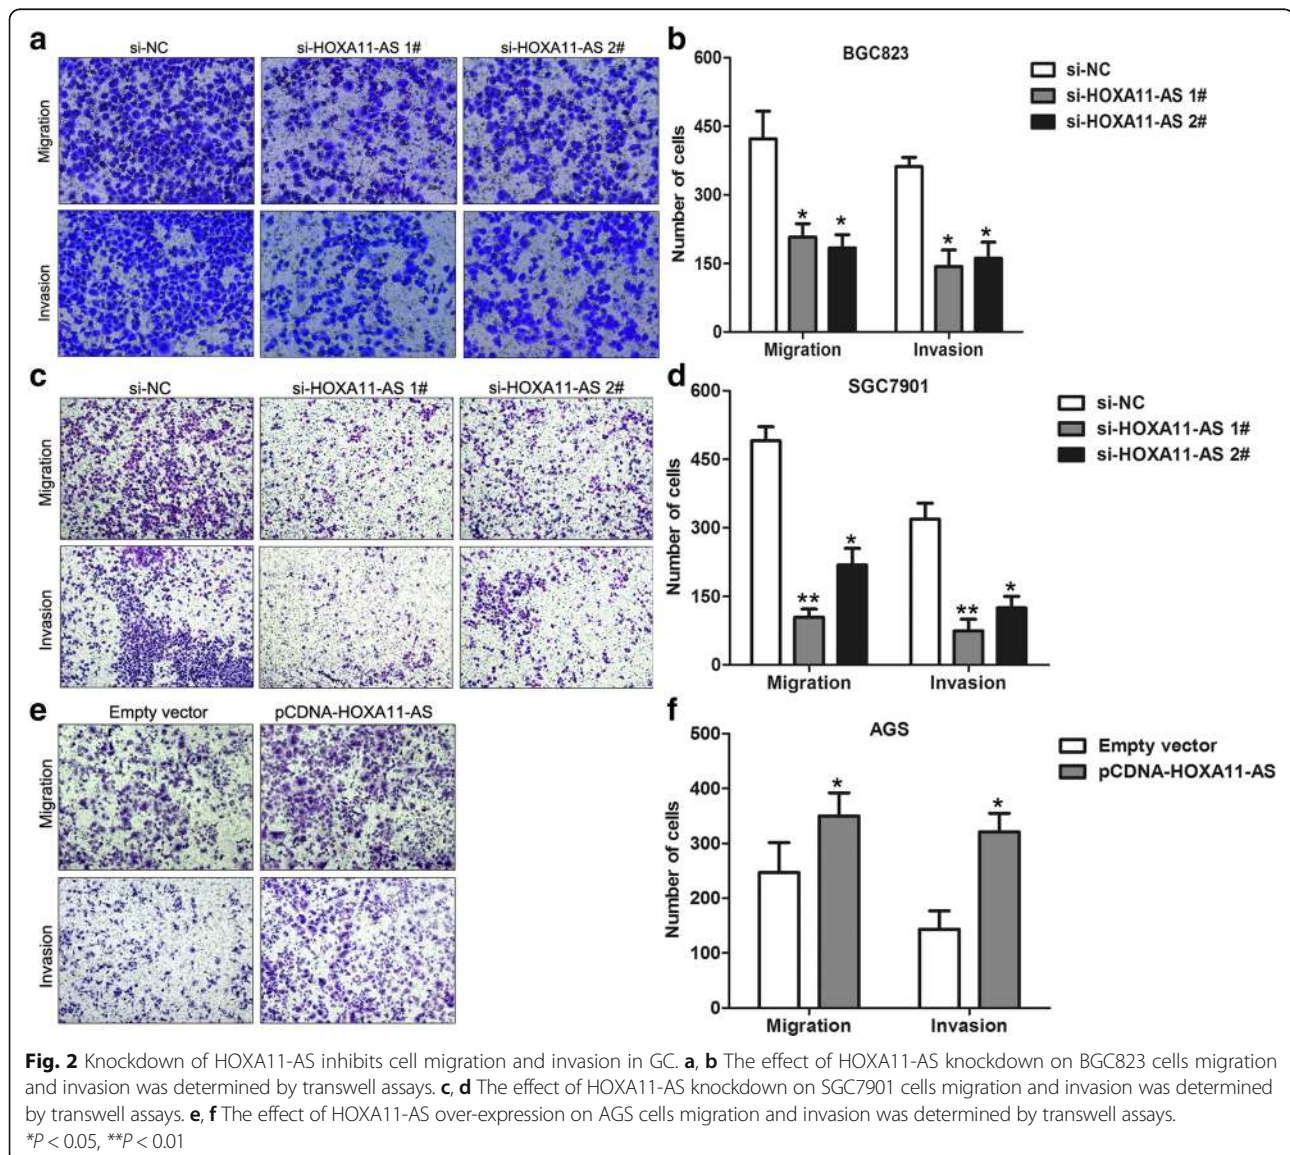 a
si-NC
si-HOXA11-AS 1#
si-HOXA11-AS 2#
Migration
Invasion
b
BGC823
600
450
300
150
0
Number of cells
* *
* *
Migration
Invasion
si-NC
si-HOXA11-AS 1#
si-HOXA11-AS 2#
c
si-NC
si-HOXA11-AS 1#
si-HOXA11-AS 2#
Migration
Invasion
d
SGC7901
600
450
300
150
0
Number of cells
** *
** *
Migration
Invasion
si-NC
si-HOXA11-AS 1#
si-HOXA11-AS 2#
e
Empty vector
pCDNA-HOXA11-AS
Migration
Invasion
f
AGS
500
400
300
200
100
0
Number of cells
*
*
Migration
Invasion
Empty vector
pCDNA-HOXA11-AS
Fig. 2 Knockdown of HOXA11-AS inhibits cell migration and invasion in GC. a, b The effect of HOXA11-AS knockdown on BGC823 cells migration
and invasion was determined by transwell assays. c, d The effect of HOXA11-AS knockdown on SGC7901 cells migration and invasion was determined
by transwell assays. e, f The effect of HOXA11-AS over-expression on AGS cells migration and invasion was determined by transwell assays.
*P < 0.05, **P < 0.01